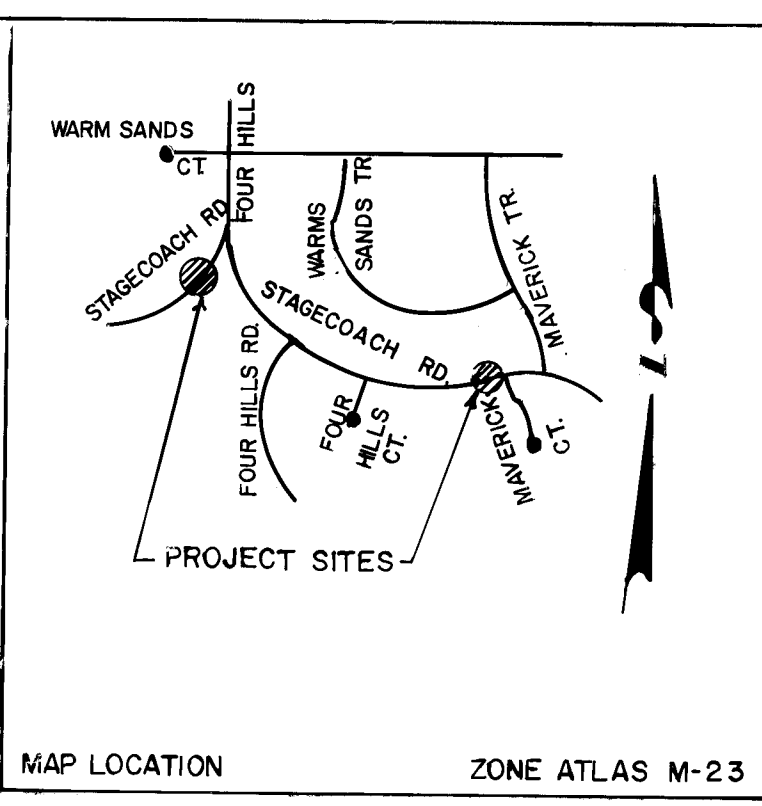 WARM SANDS
CT.
FOUR HILLS
STAGECOACH RD
WARMS
SANDS TR.
MAVERICK TR.
STAGECOACH RD.
FOUR HILLS RD.
FOUR
HILLS
CT.
MAVERICK
CT.
PROJECT SITES
MAP LOCATION
ZONE ATLAS M-23